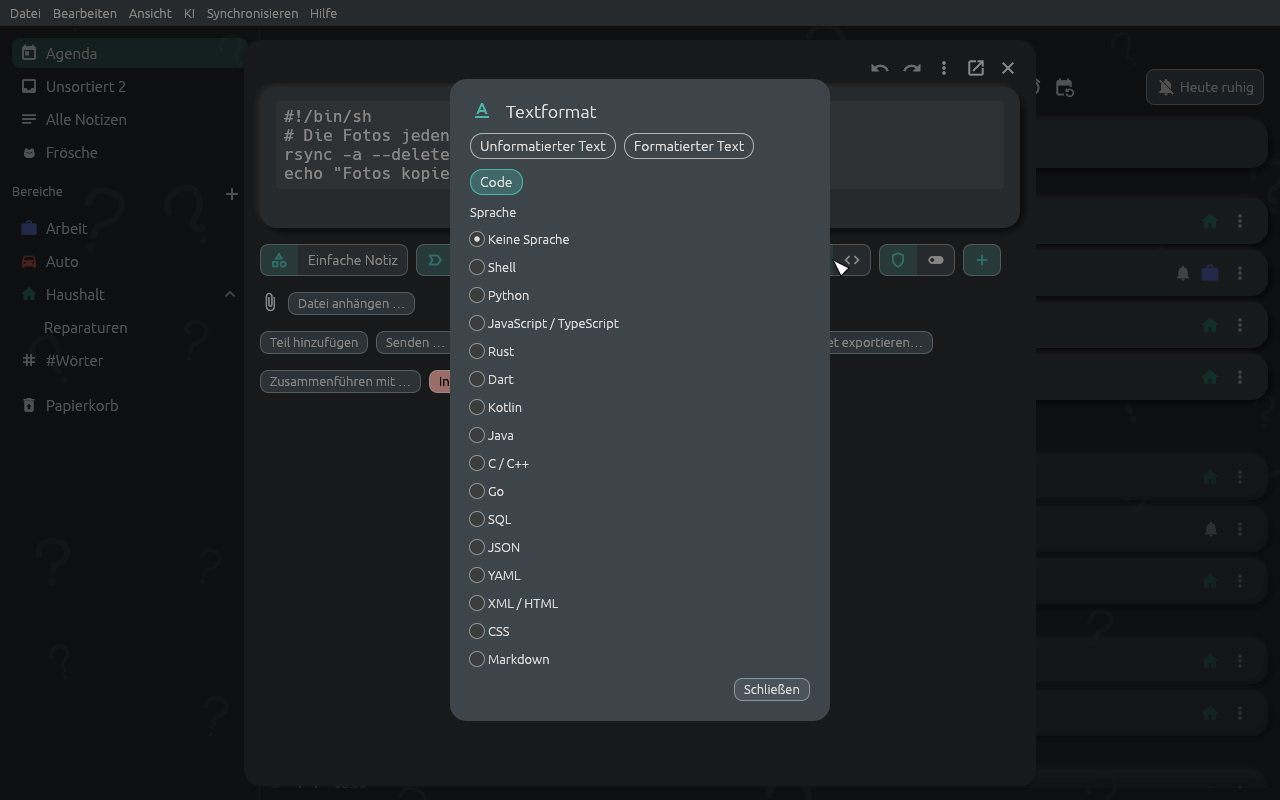 Datei Bearbeiten Ansicht KI Synchronisieren Hilfe
Agenda
Unsortiert 2
Alle Notizen
Frösche
Bereiche
Arbeit
Auto
Haushalt
Reparaturen
#Wörter
Papierkorb
Heute ruhig
#!/bin/sh
# Die Fotos jeden
rsync -a --delete
echo "Fotos kopie
Einfache Notiz
Datei anhängen …
Teil hinzufügen
Senden …
et exportieren…
Zusammenführen mit …
In
Textformat
Unformatierter Text
Formatierter Text
Code
Sprache
Keine Sprache
Shell
Python
JavaScript / TypeScript
Rust
Dart
Kotlin
Java
C / C++
Go
SQL
JSON
YAML
XML / HTML
CSS
Markdown
Schließen